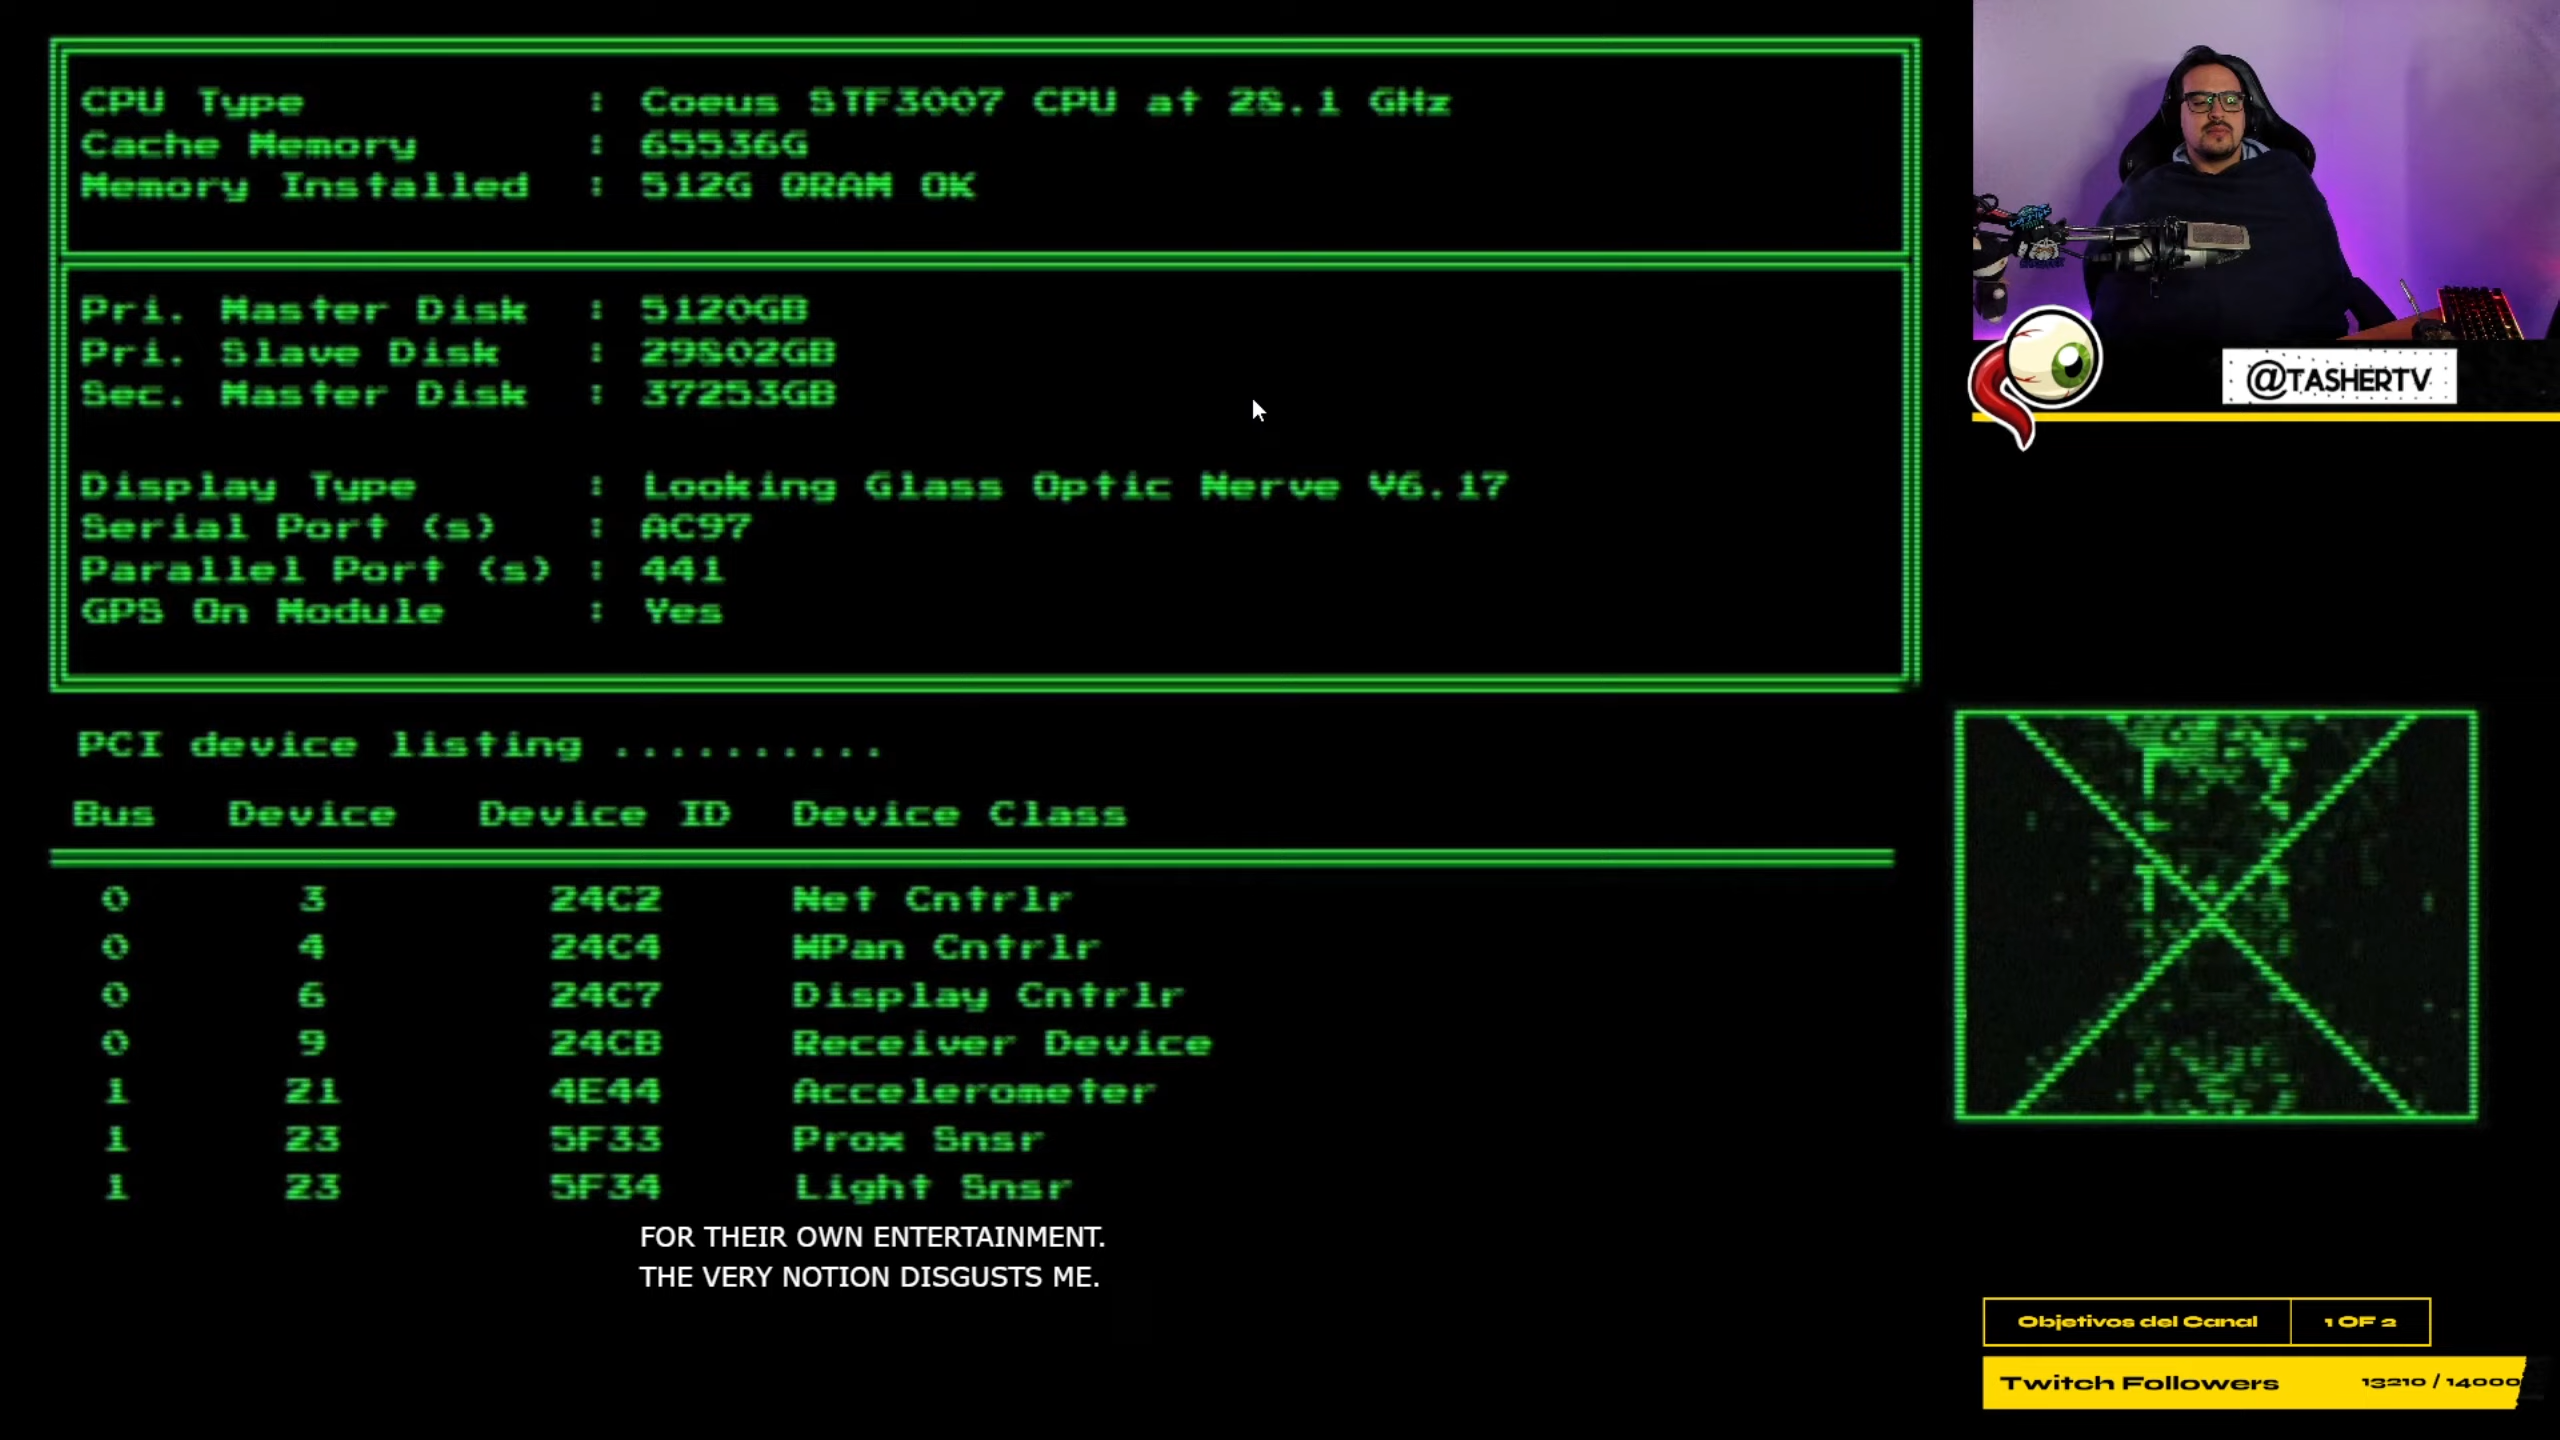 CPU Type : Coeus STF3007 CPU at 28.1 GHz
Cache Memory : 65536G
Memory Installed : 512G QRAM OK
Pri. Master Disk : 5120GB
Pri. Slave Disk : 29802GB
Sec. Master Disk : 37253GB
Display Type : Looking Glass Optic Nerve V6.17
Serial Port (s) : AC97
Parallel Port (s) : 441
GPS On Module : Yes
PCI device listing ..........
Bus Device Device ID Device Class
0 3 24C2 Net Cntrlr
0 4 24C4 WPan Cntrlr
0 6 24C7 Display Cntrlr
0 9 24CB Receiver Device
1 21 4E44 Accelerometer
1 23 5F33 Prox Snsr
1 23 5F34 Light Snsr
FOR THEIR OWN ENTERTAINMENT.
THE VERY NOTION DISGUSTS ME.
@TASHERTV
Objetivos del Canal 1 OF 2
Twitch Followers 13210 / 14000